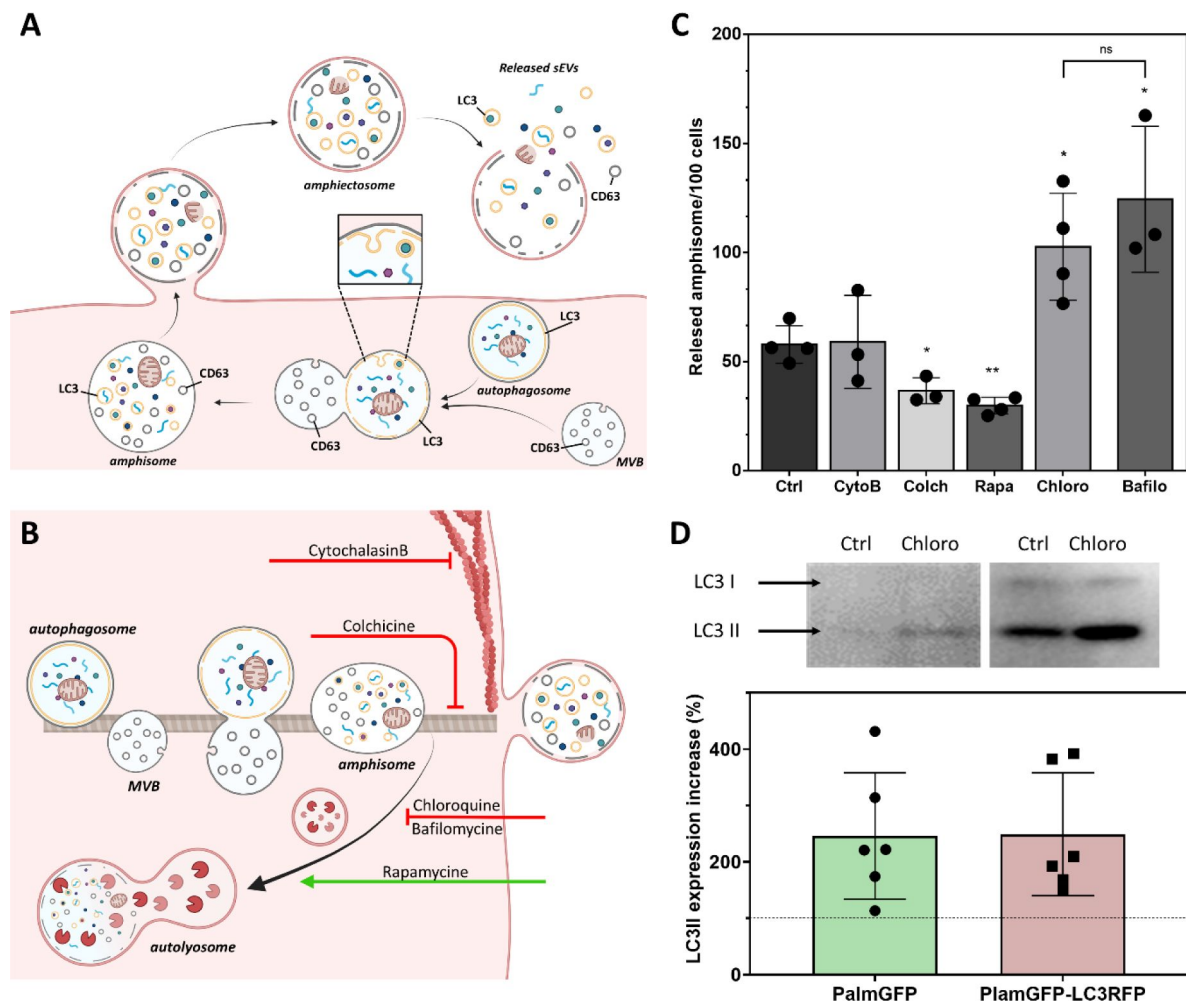 A
Released sEVs
LC3
amphiectosome
CD63
LC3
autophagosome
CD63
LC3
CD63
LC3
CD63
amphisome
MVB
B
CytochalasinB
Colchicine
autophagosome
amphisome
MVB
Chloroquine
Bafilomycine
Rapamycine
autolyosome
C
Relesed amphisome/100 cells
200
150
100
50
0
ns
*
*
*
**
Ctrl CytoB Colch Rapa Chloro Bafilo
D
Ctrl Chloro Ctrl Chloro
LC3 I
LC3 II
LC3II expression increase (%)
400
200
0
PalmGFP PlamGFP-LC3RFP